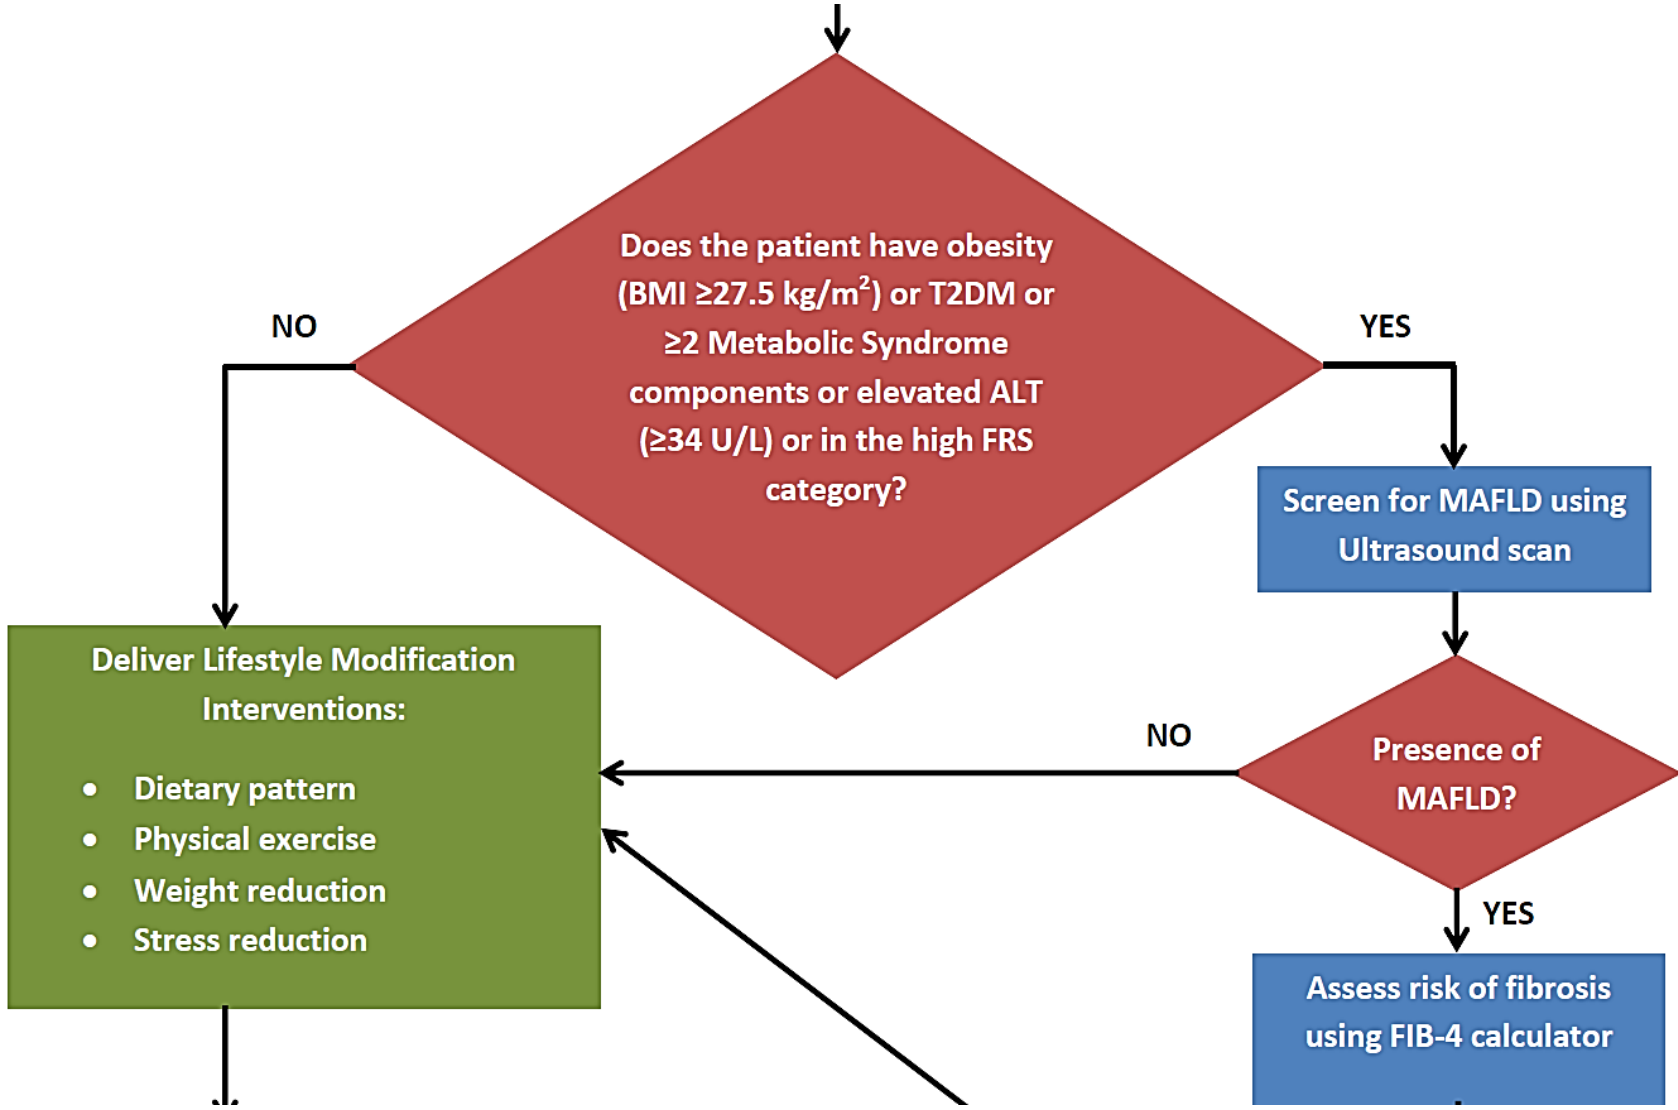 Does the patient have obesity
(BMI ≥27.5 kg/m²) or T2DM or
≥2 Metabolic Syndrome
components or elevated ALT
(≥34 U/L) or in the high FRS
category?
NO
YES
Screen for MAFLD using
Ultrasound scan
Deliver Lifestyle Modification
Interventions:
• Dietary pattern
• Physical exercise
• Weight reduction
• Stress reduction
NO
Presence of
MAFLD?
YES
Assess risk of fibrosis
using FIB-4 calculator